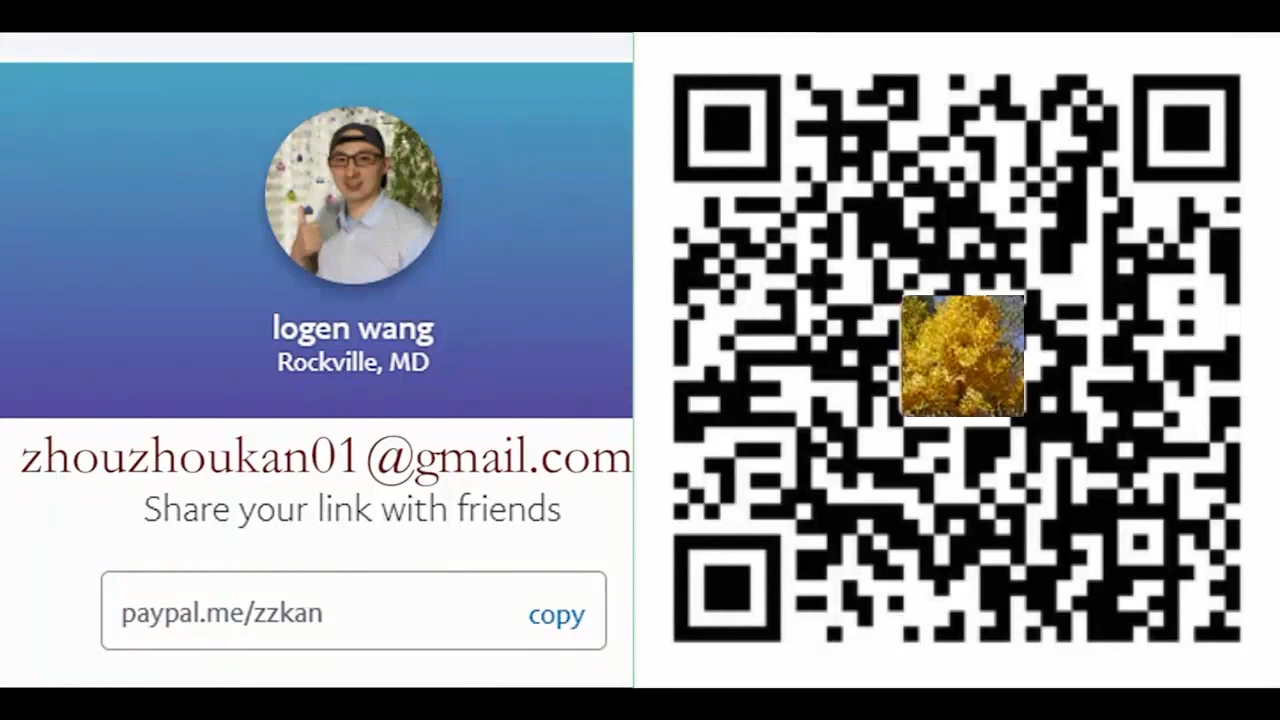 logen wang
Rockville, MD
zhouzhoukan01@gmail.com
Share your link with friends
paypal.me/zzkan copy